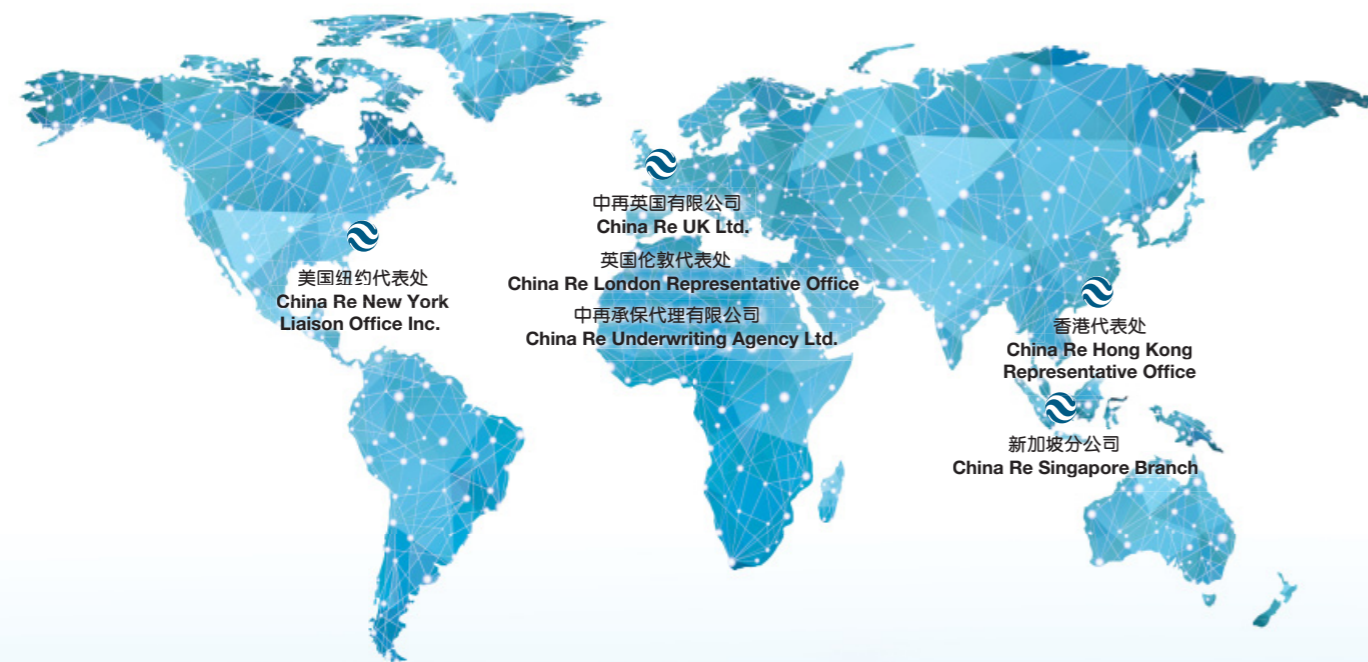 中再英国有限公司
China Re UK Ltd.
英国伦敦代表处
China Re London Representative Office
中再承保代理有限公司
China Re Underwriting Agency Ltd.
美国纽约代表处
China Re New York
Liaison Office Inc.
香港代表处
China Re Hong Kong
Representative Office
新加坡分公司
China Re Singapore Branch